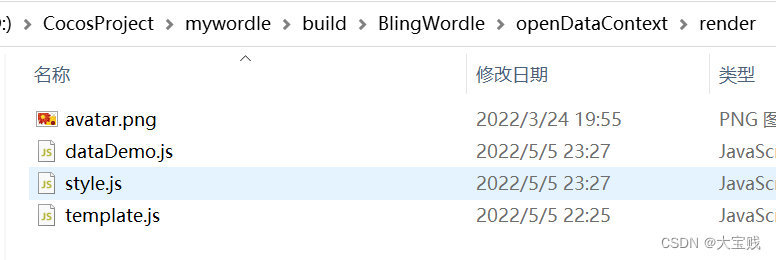 :) > CocosProject > mywordle > build > BlingWordle > openDataContext > render
名称 修改日期 类型
avatar.png 2022/3/24 19:55 PNG 图
dataDemo.js 2022/5/5 23:27 JavaScr
style.js 2022/5/5 23:27 JavaScr
template.js 2022/5/5 22:25 JavaScr
CSDN @大宝贱